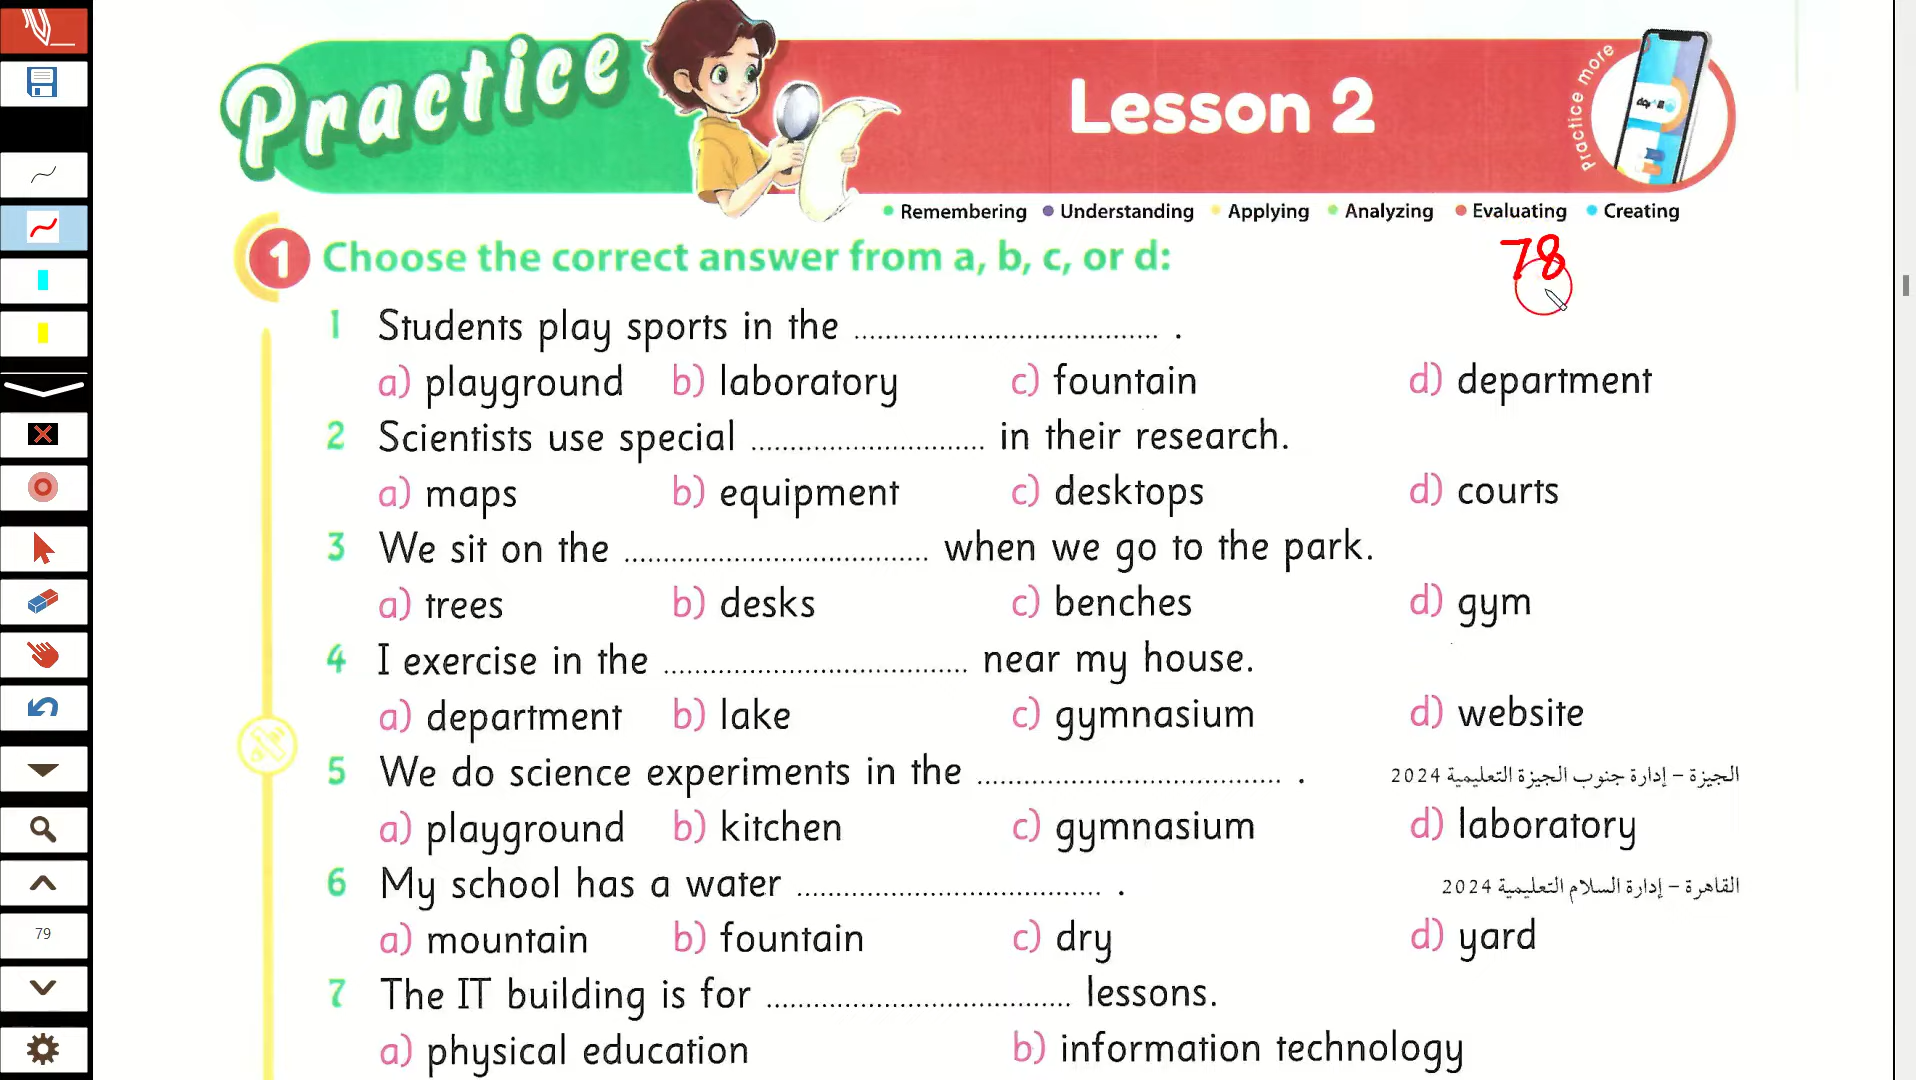 Practice
Lesson 2
Practice more
Remembering Understanding Applying Analyzing Evaluating Creating
78
1 Choose the correct answer from a, b, c, or d:
1 Students play sports in the ........................................ .
a) playground b) laboratory c) fountain d) department
2 Scientists use special .............................. in their research.
a) maps b) equipment c) desktops d) courts
3 We sit on the ........................................ when we go to the park.
a) trees b) desks c) benches d) gym
4 I exercise in the ........................................ near my house.
a) department b) lake c) gymnasium d) website
5 We do science experiments in the ........................................ . الجيزة – إدارة جنوب الجيزة التعليمية 2024
a) playground b) kitchen c) gymnasium d) laboratory
6 My school has a water ........................................ . القاهرة – إدارة السلام التعليمية 2024
a) mountain b) fountain c) dry d) yard
79
7 The IT building is for ........................................ lessons.
a) physical education b) information technology